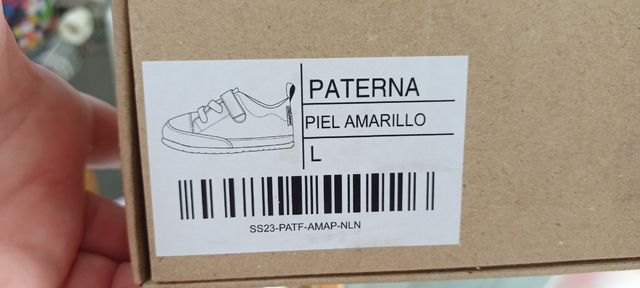 PATERNA
PIEL AMARILLO
L
SS23-PATF-AMAP-NLN